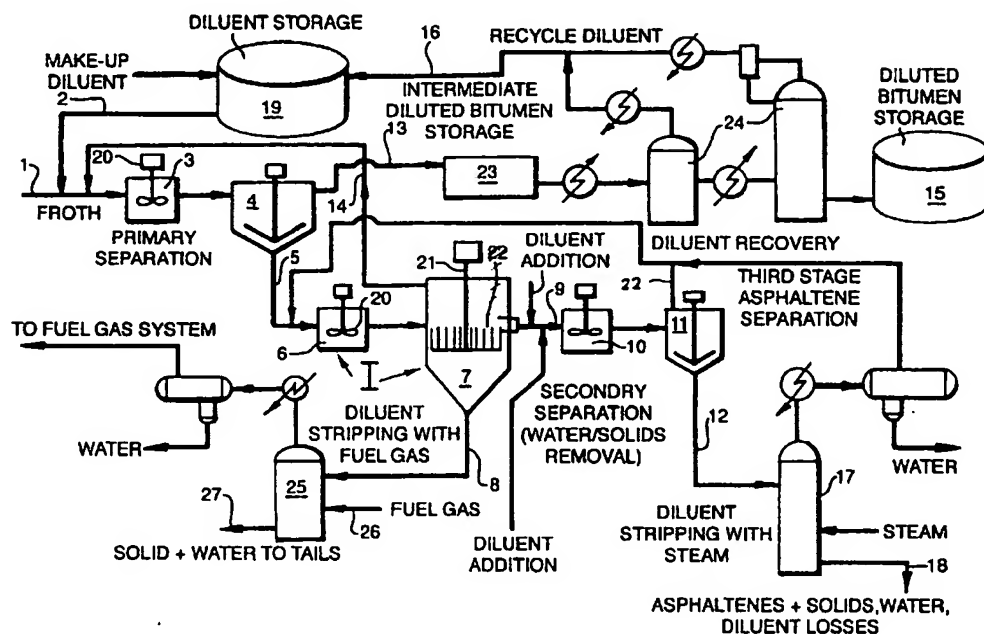 DILUENT STORAGE
16
RECYCLE DILUENT
MAKE-UP
DILUENT
2
19
INTERMEDIATE
DILUTED BITUMEN
STORAGE
DILUTED
BITUMEN
STORAGE
13
24
20
3
1
4
23
15
FROTH
14
PRIMARY
SEPARATION
5
21
22
DILUENT
ADDITION
DILUENT RECOVERY
9
22
THIRD STAGE
ASPHALTENE
SEPARATION
20
11
TO FUEL GAS SYSTEM
6
I
7
10
DILUENT
STRIPPING WITH
FUEL GAS
SECONDRY
SEPARATION
(WATER/SOLIDS
REMOVAL)
12
WATER
WATER
8
17
27
25
FUEL GAS
26
DILUENT
STRIPPING WITH
STEAM
STEAM
SOLID + WATER TO TAILS
DILUENT
ADDITION
18
ASPHALTENES + SOLIDS,WATER,
DILUENT LOSSES